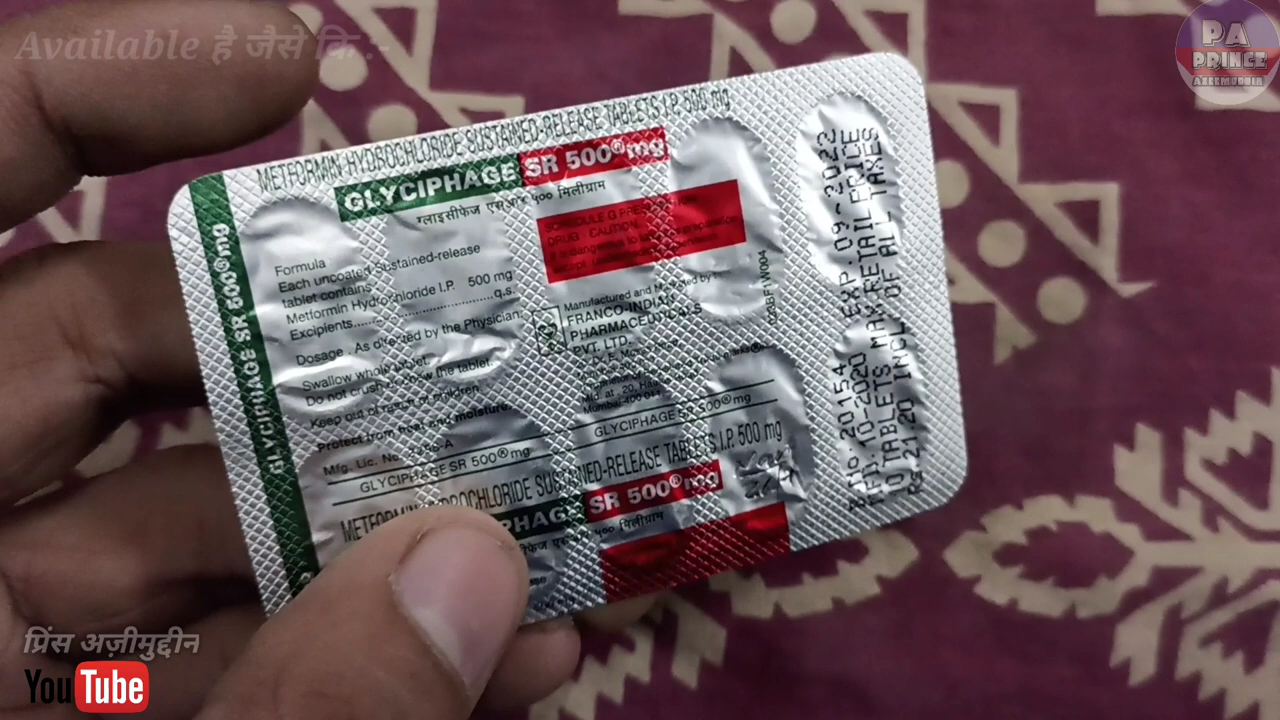 Available है जैसे कि :-
PA
PRINCE
AZEEMUDDIN
METFORMIN HYDROCHLORIDE SUSTAINED-RELEASE TABLETS I.P. 500 mg
GLYCIPHAGE SR 500®mg
ग्लाइसीफेज एसआर ५०० मिलीग्राम
GLYCIPHAGE SR 500®mg
Formula
Each uncoated Sustained-release
tablet contains
Metformin Hydrochloride I.P. 500 mg
Excipients..................q.s.
Dosage : As directed by the Physician.
Swallow whole tablet.
Do not crush or chew the tablet.
Keep out of reach of children.
Protect from heat and moisture.
Mfg. Lic. No.
SCHEDULE G
DRUG CAUTION
Manufactured and Marketed by
FRANCO-INDIAN
PHARMACEUTICALS
PVT. LTD.
Mumbai 400 011
GLYCIPHAGE SR 500®mg
GLYCIPHAGE SR 500®mg
SUSTAINED-RELEASE TABLETS I.P. 500 mg
SR 500®mg
५०० मिलीग्राम
20154 EXP. 09-2022
10-2020
10 TABLETS MAX RETAIL PRICE
Rs. 21.20 INCL OF ALL TAXES
प्रिंस अज़ीमुद्दीन
YouTube